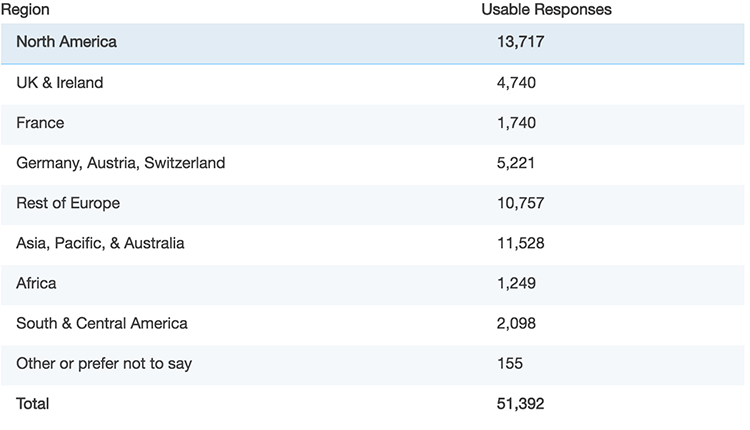 Region Usable Responses
North America 13,717
UK & Ireland 4,740
France 1,740
Germany, Austria, Switzerland 5,221
Rest of Europe 10,757
Asia, Pacific, & Australia 11,528
Africa 1,249
South & Central America 2,098
Other or prefer not to say 155
Total 51,392